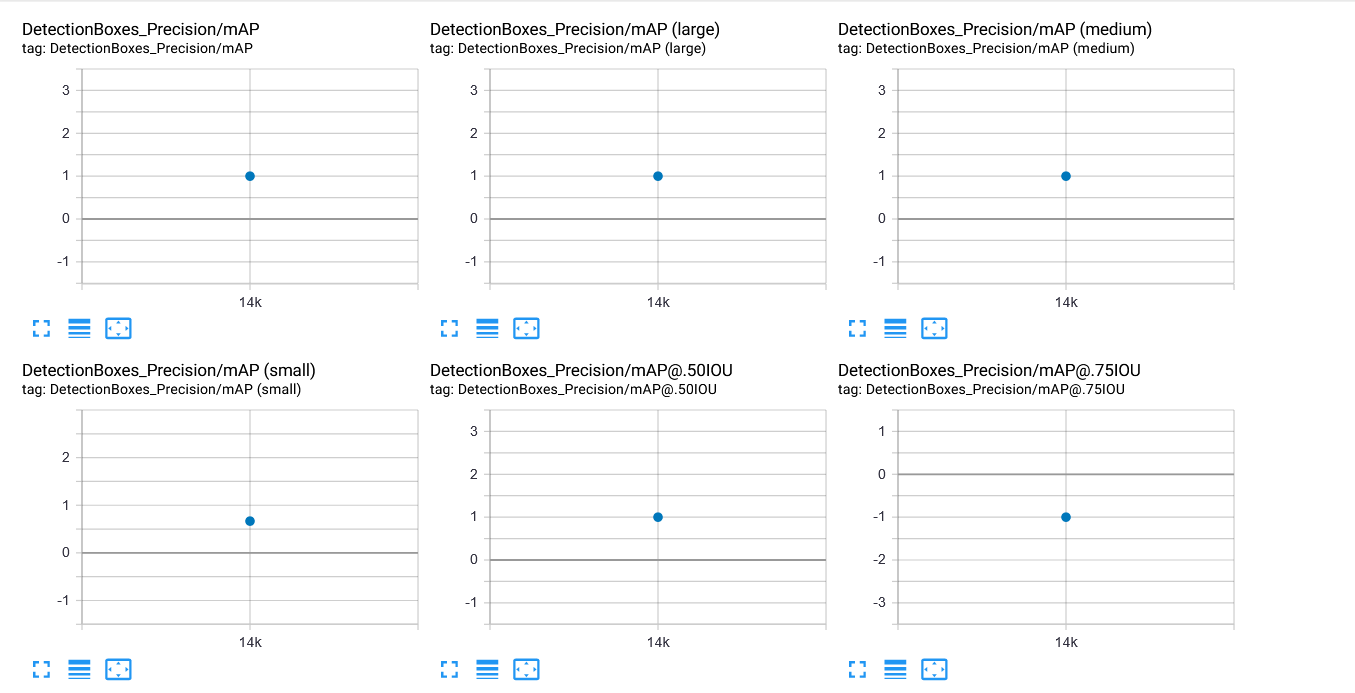 DetectionBoxes_Precision/mAP
tag: DetectionBoxes_Precision/mAP
3
2
1
0
-1
14k
DetectionBoxes_Precision/mAP (large)
tag: DetectionBoxes_Precision/mAP (large)
3
2
1
0
-1
14k
DetectionBoxes_Precision/mAP (medium)
tag: DetectionBoxes_Precision/mAP (medium)
3
2
1
0
-1
14k
DetectionBoxes_Precision/mAP (small)
tag: DetectionBoxes_Precision/mAP (small)
2
1
0
-1
14k
DetectionBoxes_Precision/mAP@.50IOU
tag: DetectionBoxes_Precision/mAP@.50IOU
3
2
1
0
-1
14k
DetectionBoxes_Precision/mAP@.75IOU
tag: DetectionBoxes_Precision/mAP@.75IOU
1
0
-1
-2
-3
14k